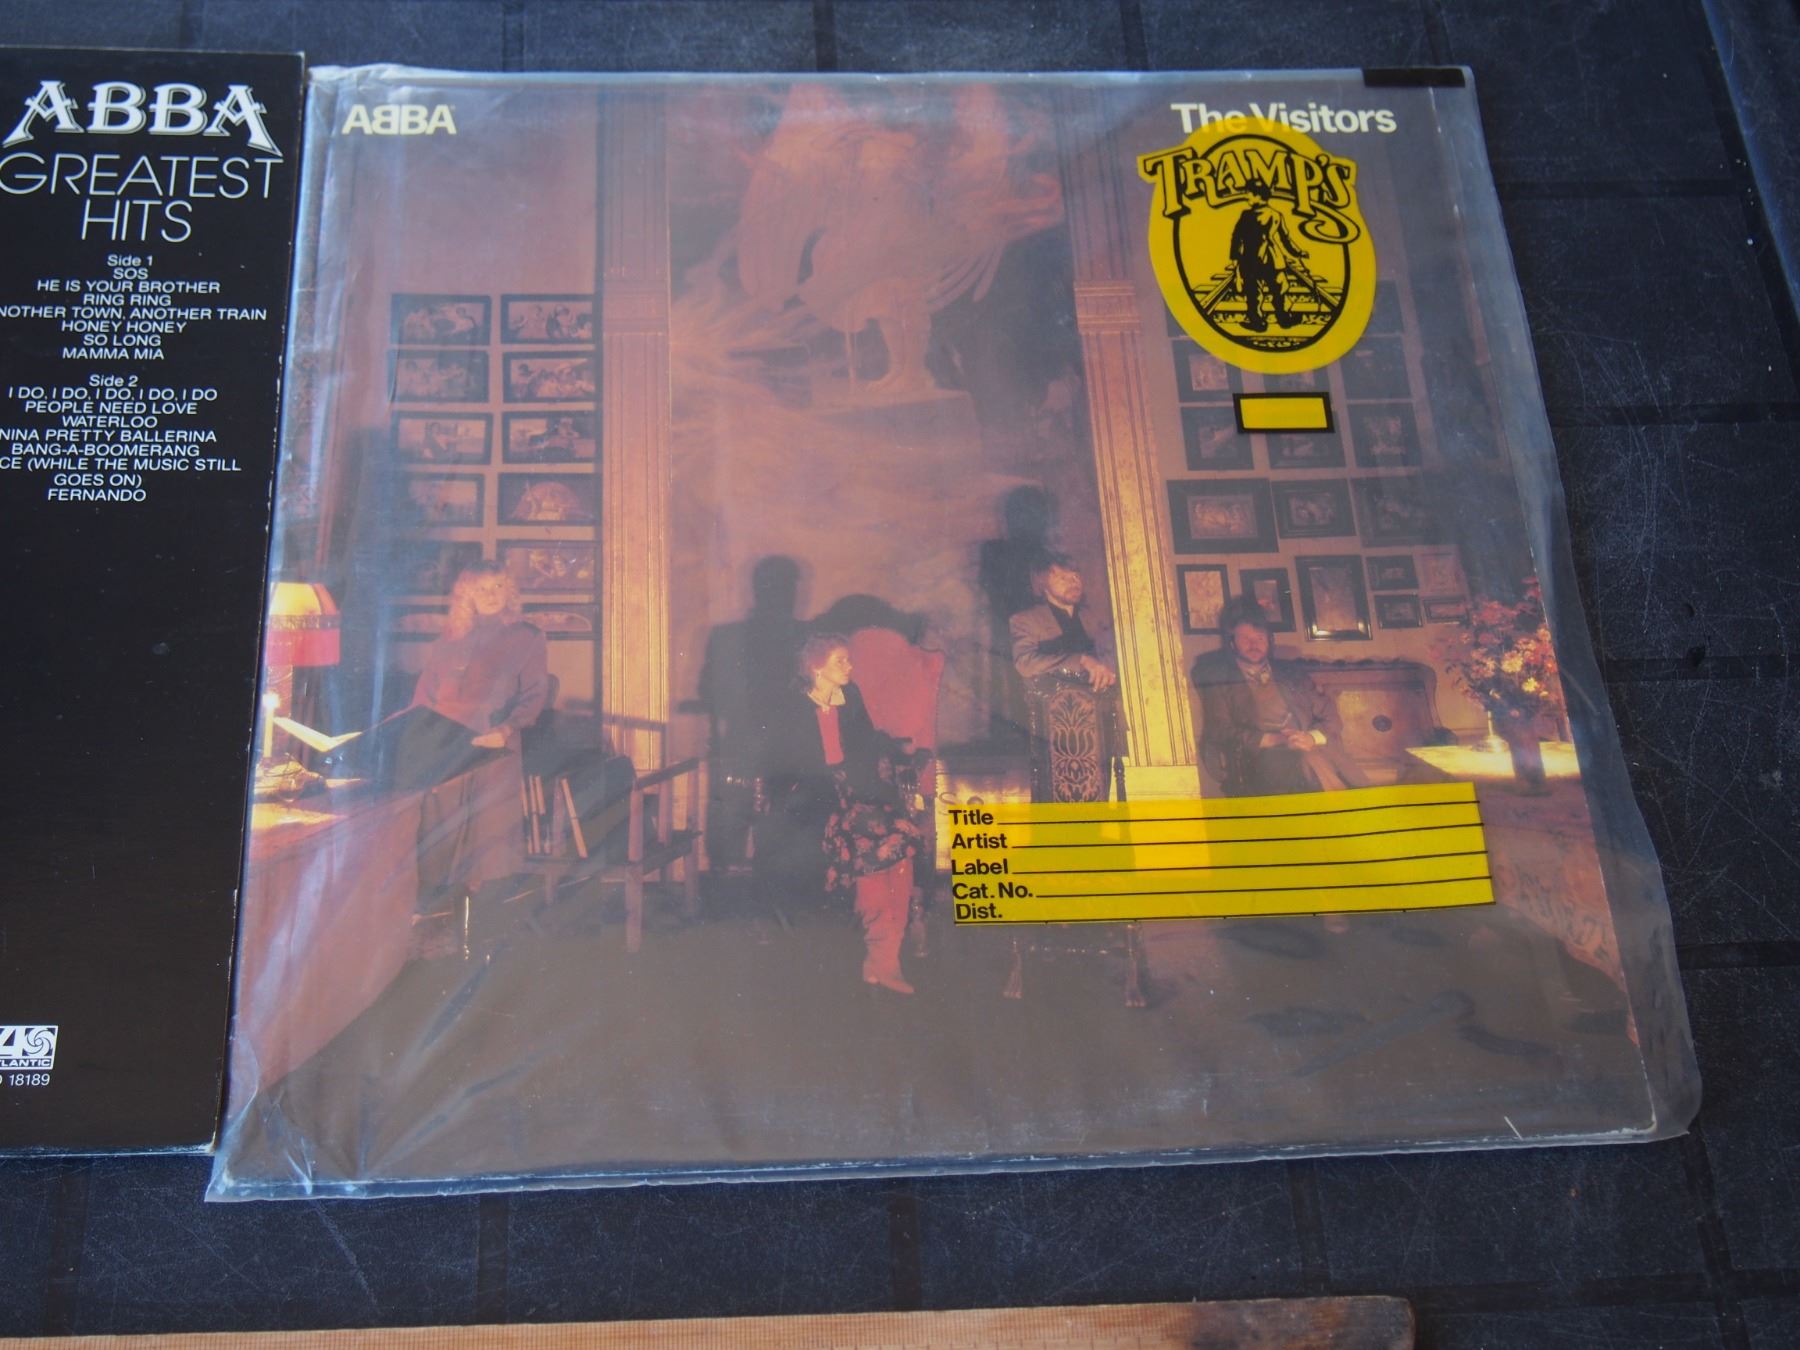 ABBA
GREATEST
HITS
Side 1
SOS
HE IS YOUR BROTHER
RING RING
NOTHER TOWN, ANOTHER TRAIN
HONEY HONEY
SO LONG
MAMMA MIA
Side 2
I DO, I DO, I DO, I DO, I DO
PEOPLE NEED LOVE
WATERLOO
NINA PRETTY BALLERINA
BANG-A-BOOMERANG
CE (WHILE THE MUSIC STILL
GOES ON)
FERNANDO
LANTIC
18189
ABBA
The Visitors
TRAMP'S
Title
Artist
Label
Cat. No.
Dist.